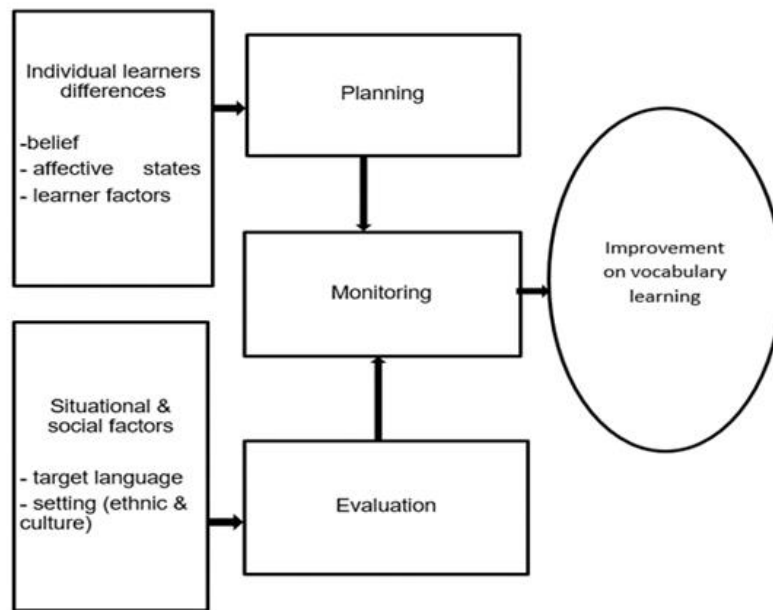 Individual learners
differences
-belief
- affective states
- learner factors
Planning
Monitoring
Improvement
on vocabulary
learning
Situational &
social factors
- target language
- setting (ethnic &
culture)
Evaluation